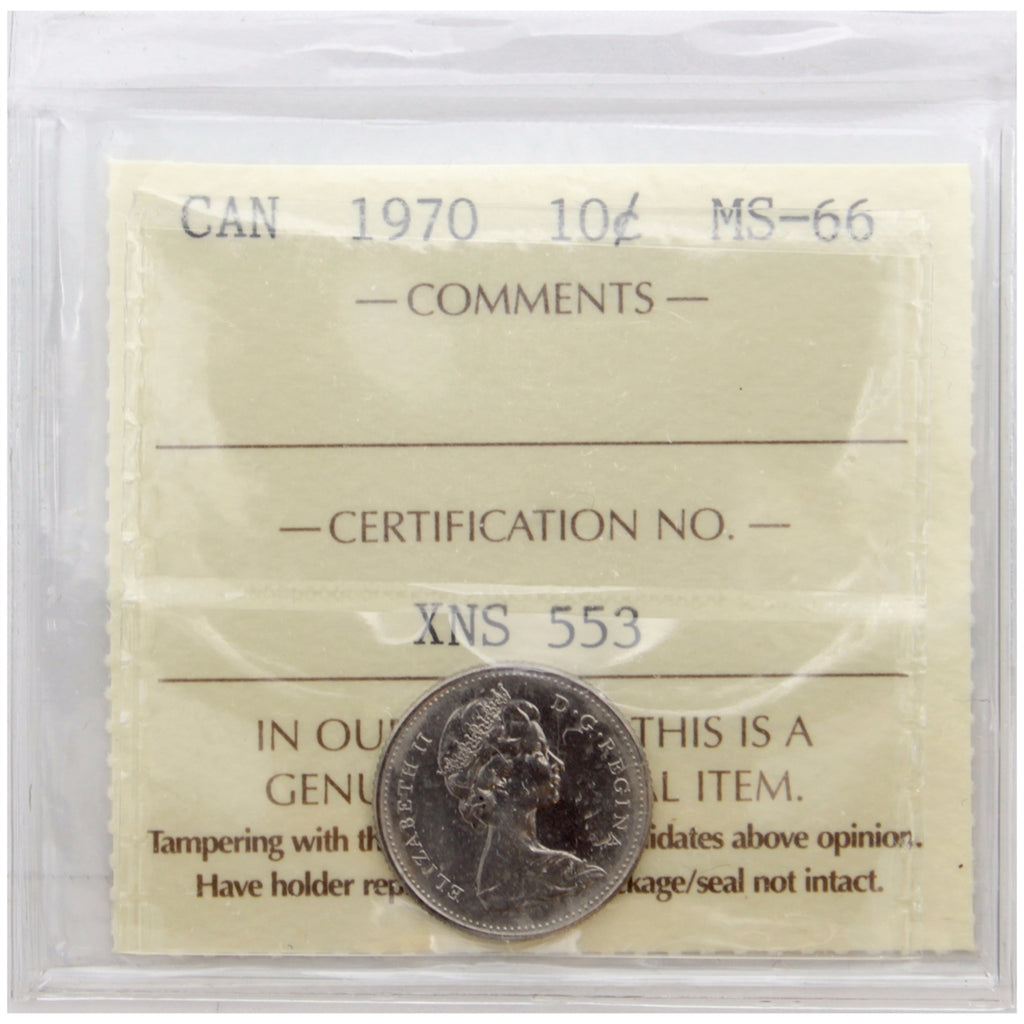 CAN 1970 10¢ MS-66
— COMMENTS —
— CERTIFICATION NO. —
XNS 553
IN OU THIS IS A
GENU AL ITEM.
Tampering with th idates above opinion.
Have holder rep kage/seal not intact.
ELIZABETH II D·G·REGINA